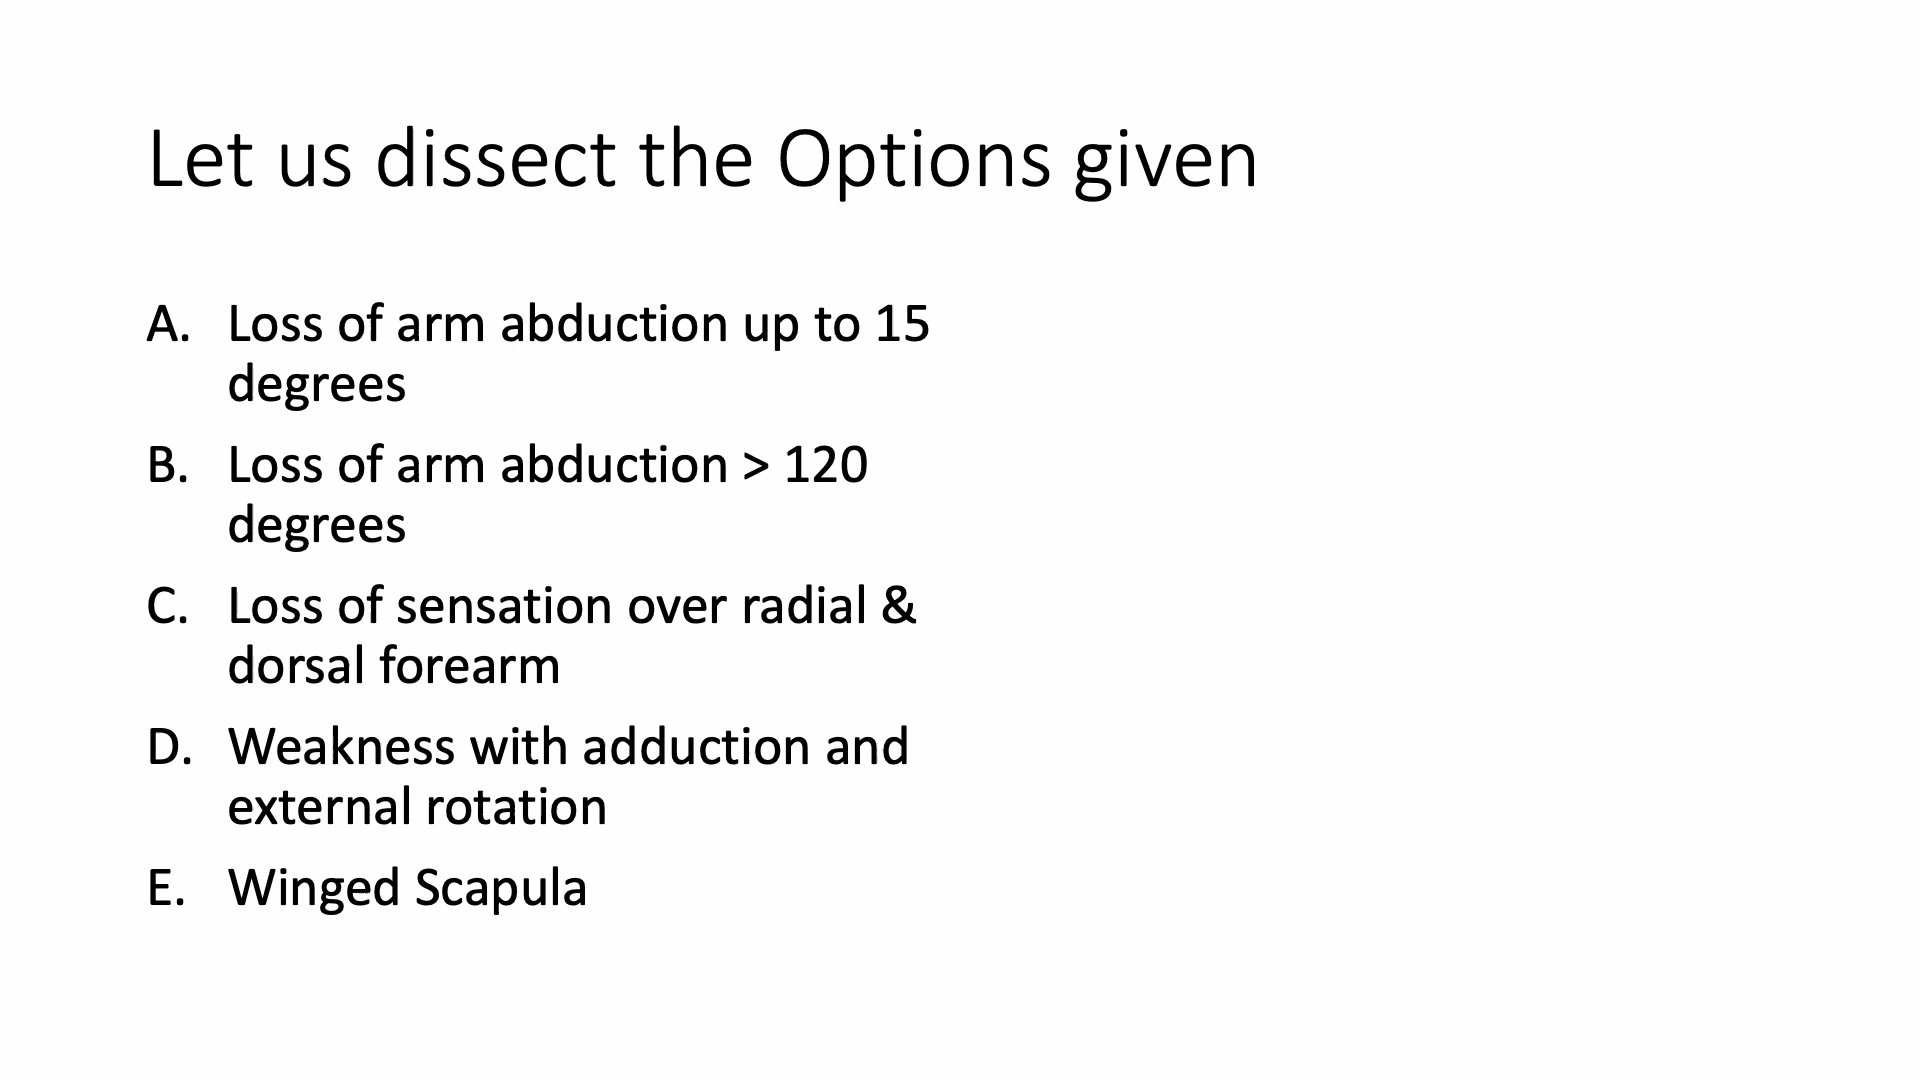 Let us dissect the Options given
A. Loss of arm abduction up to 15
degrees
B. Loss of arm abduction > 120
degrees
C. Loss of sensation over radial &
dorsal forearm
D. Weakness with adduction and
external rotation
E. Winged Scapula